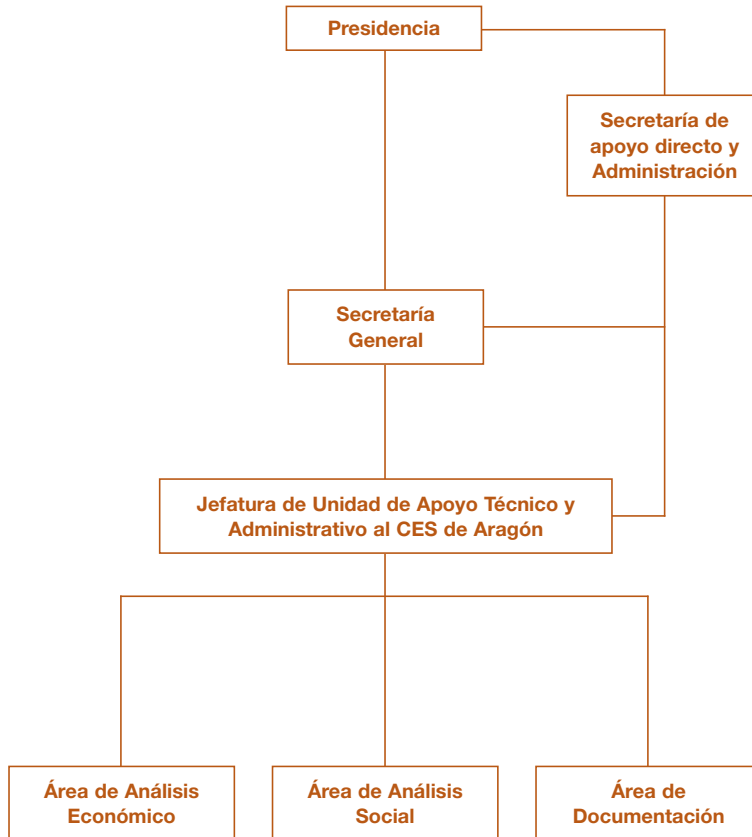 Presidencia
Secretaría de
apoyo directo y
Administración
Secretaría
General
Jefatura de Unidad de Apoyo Técnico y
Administrativo al CES de Aragón
Área de Análisis
Económico
Área de Análisis
Social
Área de
Documentación